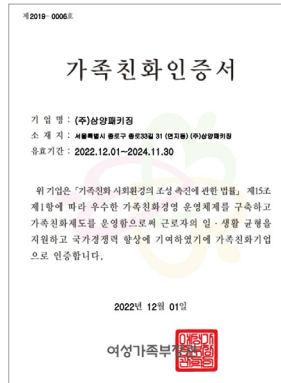 제2019- 0006호
가족친화인증서
기 업 명 : (주)삼양패키징
소 재 지 : 서울특별시 종로구 종로33길 31 (연지동) (주)삼양패키징
유효기간 : 2022.12.01~2024.11.30
위 기업은 「가족친화 사회환경의 조성 촉진에 관한 법률」 제15조
제1항에 따라 우수한 가족친화경영 운영체제를 구축하고
가족친화제도를 운영함으로써 근로자의 일 · 생활 균형을
지원하고 국가경쟁력 향상에 기여하였기에 가족친화기업
으로 인증합니다.
2022년 12월 01일
여성가족부장관